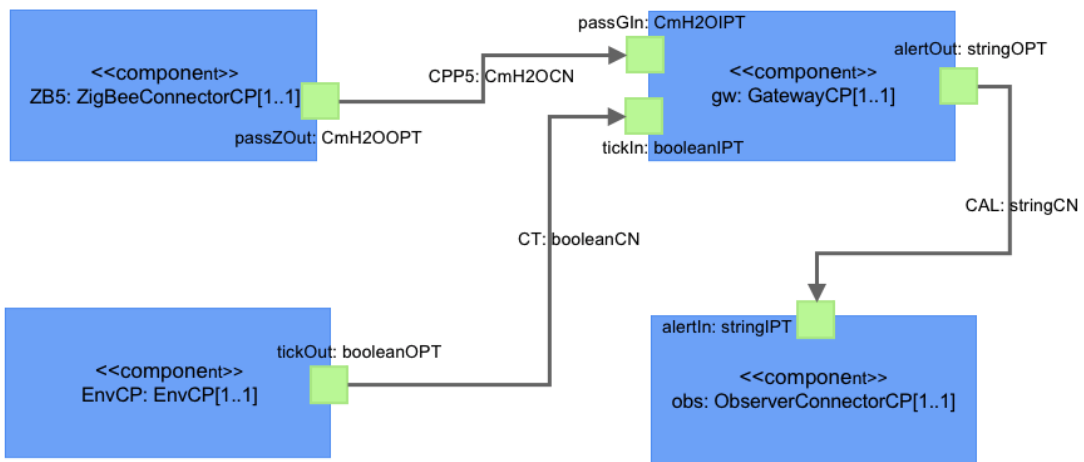 passGIn: CmH2OIPT
alertOut: stringOPT
<<component>>
ZB5: ZigBeeConnectorCP[1..1]
CPP5: CmH2OCN
<<component>>
gw: GatewayCP[1..1]
passZOut: CmH2OOPT
tickIn: booleanIPT
CAL: stringCN
CT: booleanCN
alertIn: stringIPT
tickOut: booleanOPT
<<component>>
EnvCP: EnvCP[1..1]
<<component>>
obs: ObserverConnectorCP[1..1]